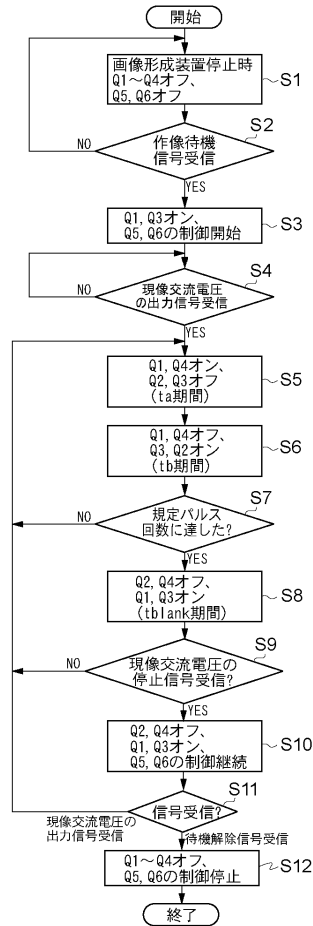 開始
画像形成装置停止時
Q1～Q4オフ、
Q5,Q6オフ
S1
作像待機
信号受信
S2
NO
YES
Q1,Q3オン、
Q5,Q6の制御開始
S3
現像交流電圧
の出力信号受信
S4
NO
YES
Q1,Q4オン、
Q2,Q3オフ
(ta期間)
S5
Q1,Q4オフ、
Q3,Q2オン
(tb期間)
S6
規定パルス
回数に達した?
S7
NO
YES
Q2,Q4オフ、
Q1,Q3オン
(tblank期間)
S8
現像交流電圧の
停止信号受信?
S9
NO
YES
Q2,Q4オフ、
Q1,Q3オン、
Q5,Q6の制御継続
S10
信号受信?
S11
現像交流電圧の
出力信号受信
待機解除信号受信
Q1～Q4オフ、
Q5,Q6の制御停止
S12
終了